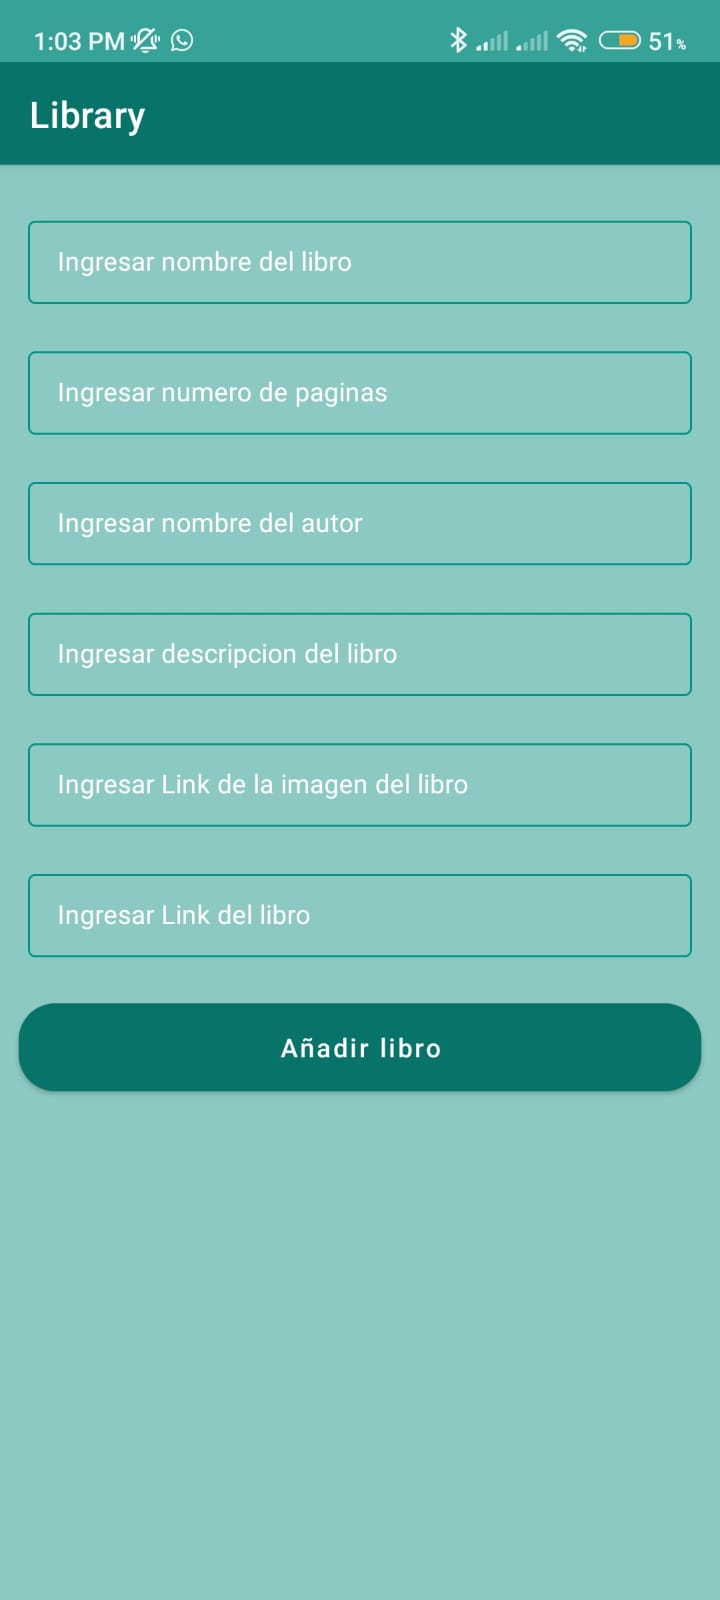 1:03 PM 51%
Library
Ingresar nombre del libro
Ingresar numero de paginas
Ingresar nombre del autor
Ingresar descripcion del libro
Ingresar Link de la imagen del libro
Ingresar Link del libro
Añadir libro